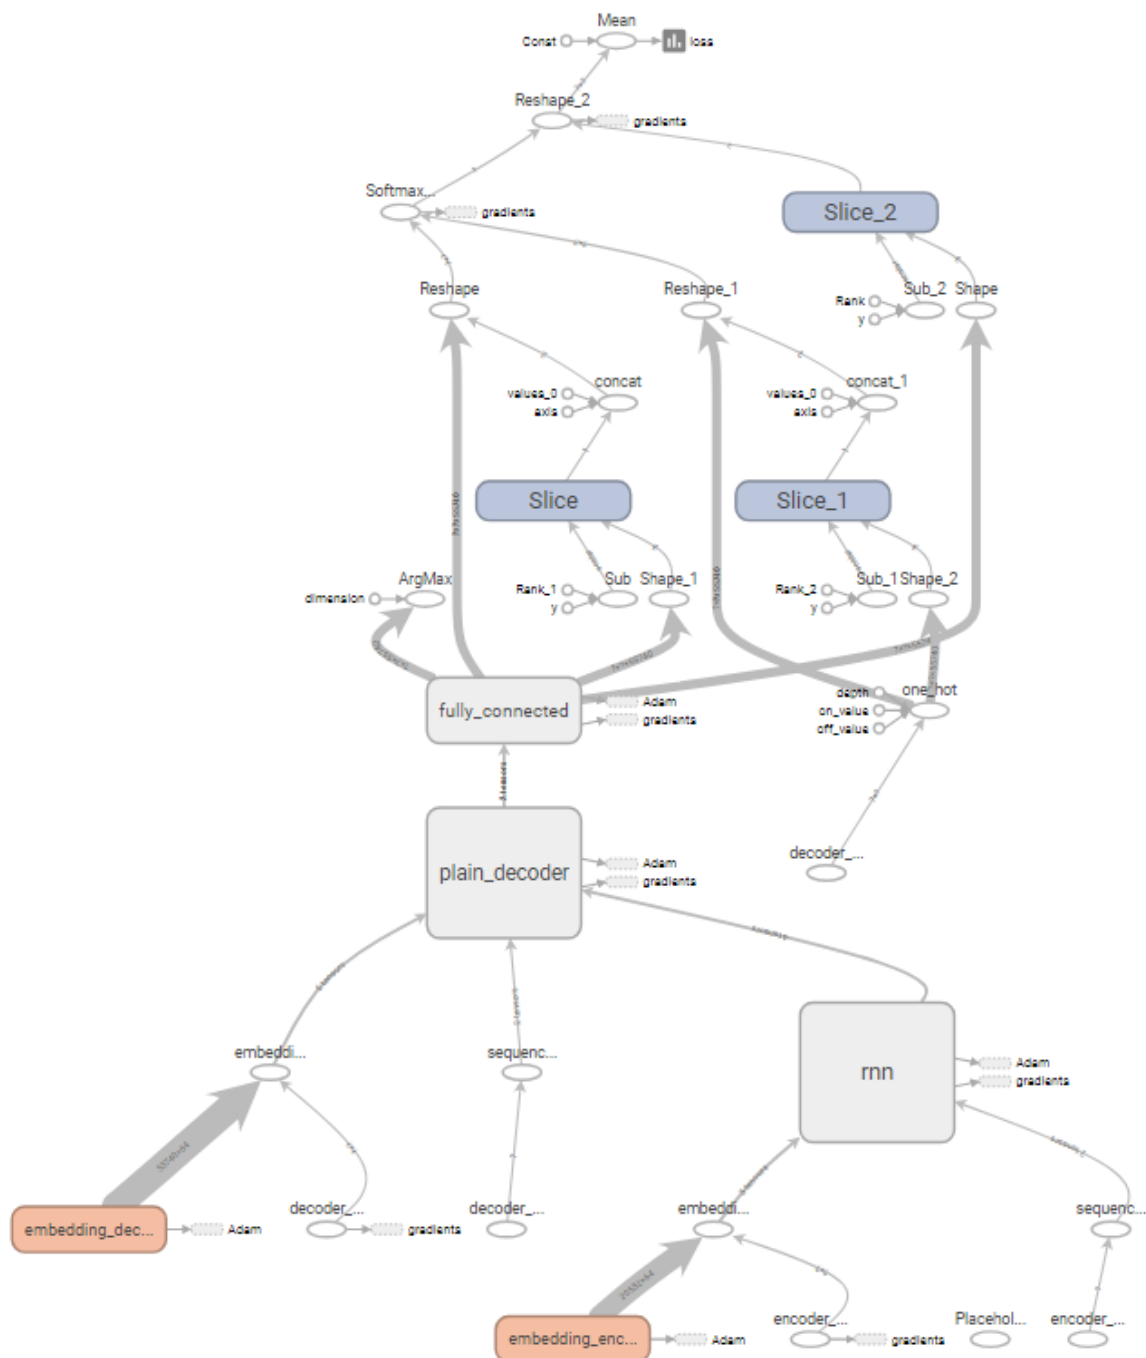 Mean
Const
loss
Reshape_2
gradients
Softmax...
gradients
Slice_2
Reshape
Reshape_1
Rank
y
Sub_2
Shape
values_0
axis
concat
values_0
axis
concat_1
Slice
Slice_1
dimension
ArgMax
Rank_1
y
Sub
Shape_1
Rank_2
y
Sub_1
Shape_2
fully_connected
Adam
gradients
depth
on_value
off_value
one_hot
plain_decoder
Adam
gradients
decoder_...
embeddi...
sequenc...
rnn
Adam
gradients
embedding_dec...
Adam
decoder_...
gradients
decoder_...
embeddi...
sequenc...
embedding_enc...
Adam
encoder_...
gradients
Placehol...
encoder_...